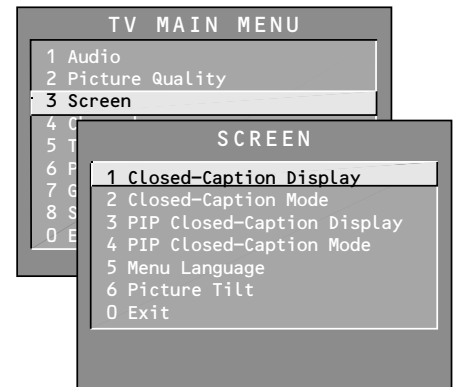 TV MAIN MENU
1 Audio
2 Picture Quality
3 Screen
4 C
5 T
6 P
7 G
8 S
0 E
SCREEN
1 Closed-Caption Display
2 Closed-Caption Mode
3 PIP Closed-Caption Display
4 PIP Closed-Caption Mode
5 Menu Language
6 Picture Tilt
0 Exit